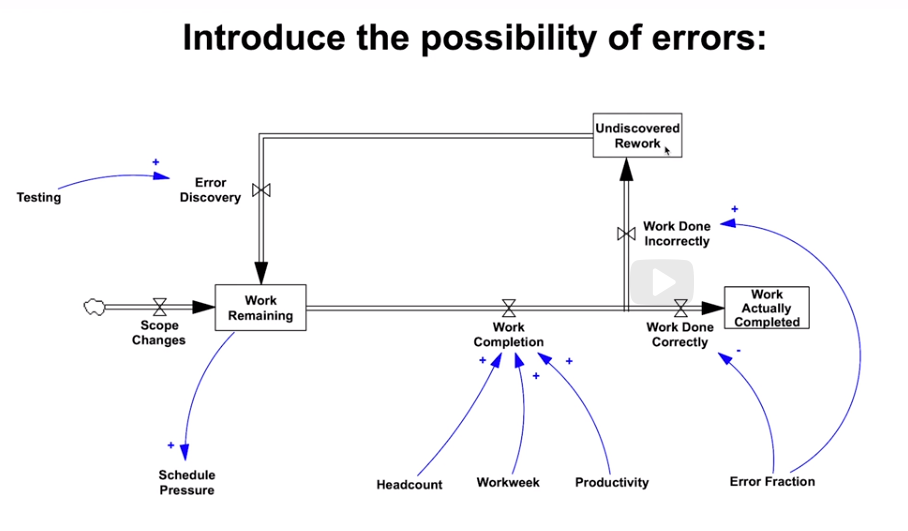 Introduce the possibility of errors:
Undiscovered
Rework
+
Error
Discovery
Testing
+
Work Done
Incorrectly
Work
Remaining
Work
Actually
Completed
Scope
Changes
Work
Completion
Work Done
Correctly
+
+
+
-
+
Schedule
Pressure
Headcount
Workweek
Productivity
Error Fraction